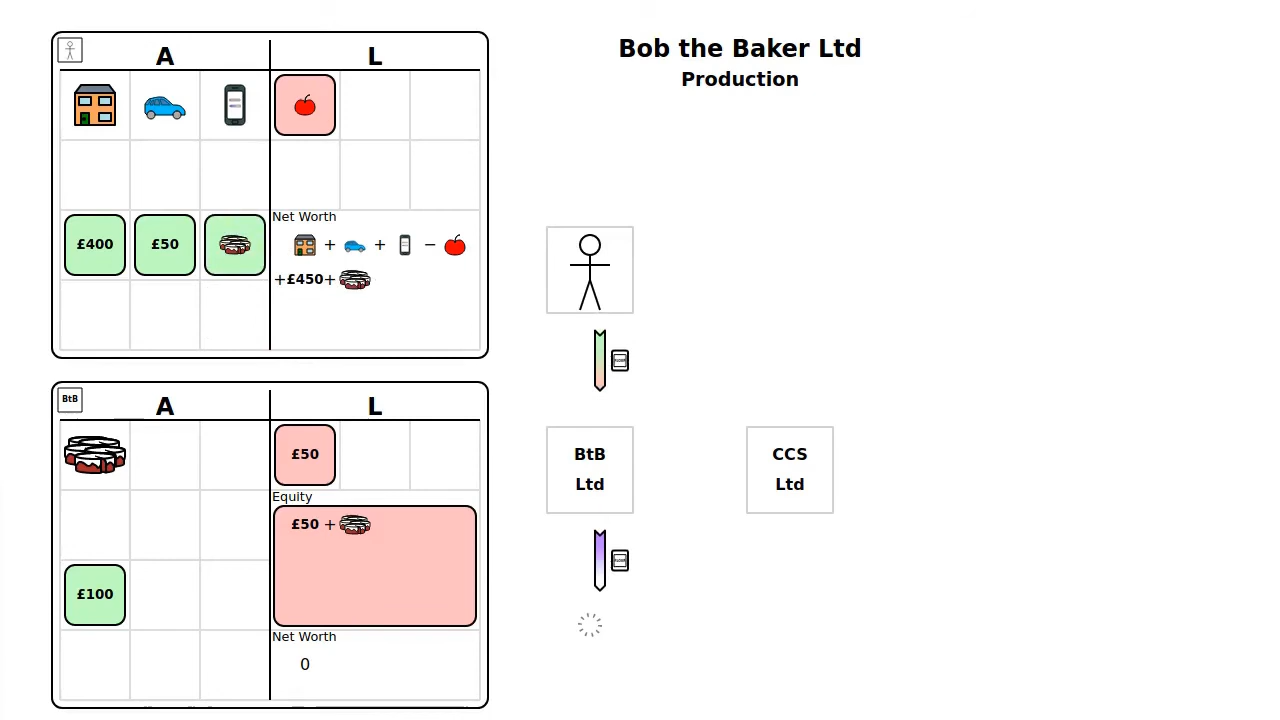 Bob the Baker Ltd
Production
A L
£400 £50
Net Worth
+ + −
+£450+
BtB
A L
£50
Equity
£50 +
£100
Net Worth
0
BtB
Ltd
CCS
Ltd